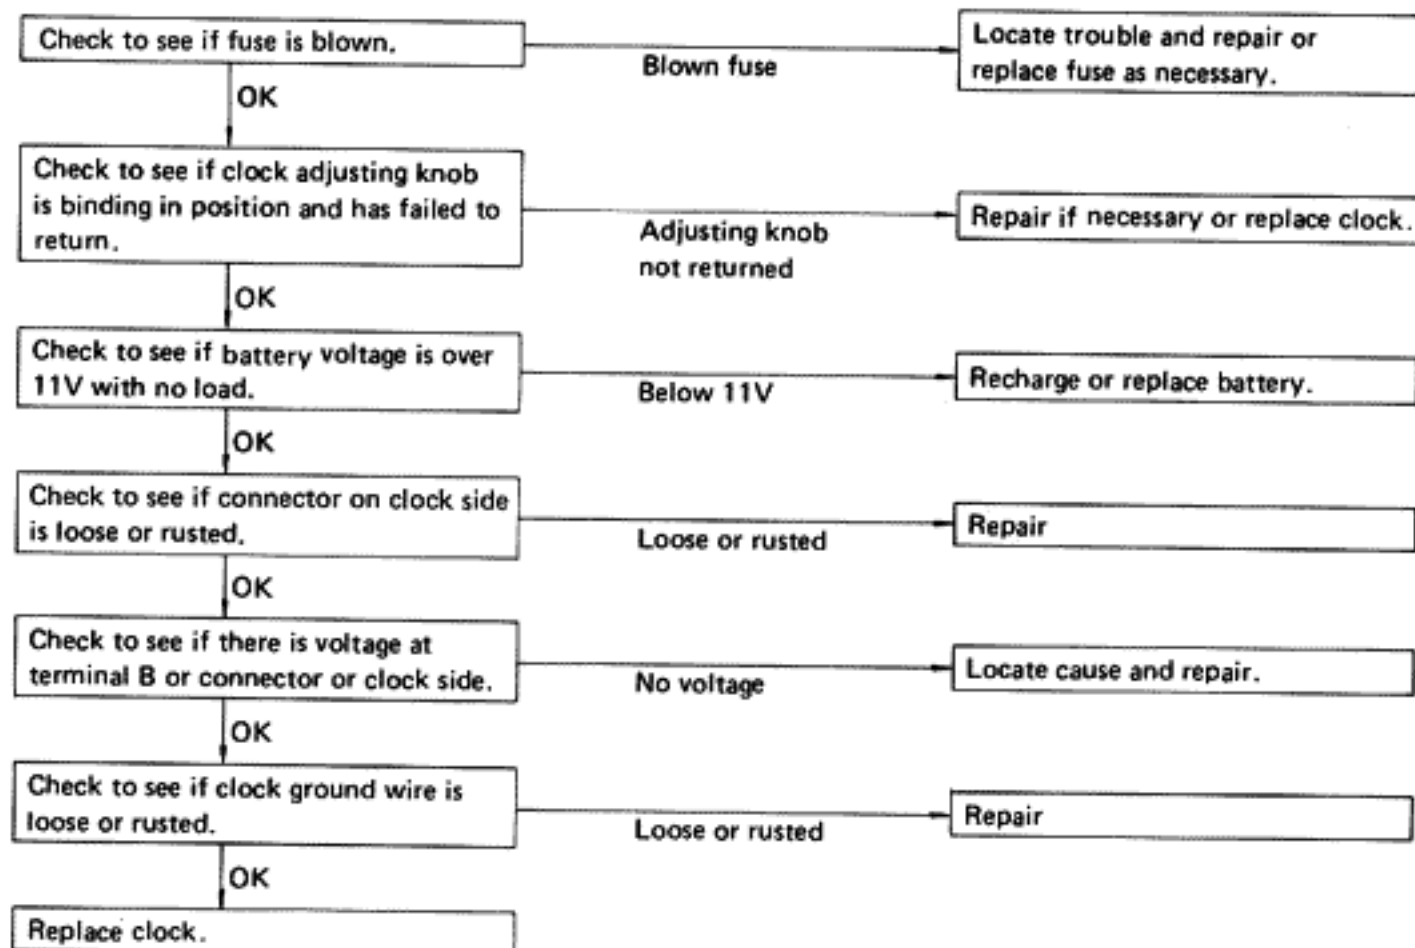 Check to see if fuse is blown.
Blown fuse
Locate trouble and repair or
replace fuse as necessary.
OK
Check to see if clock adjusting knob
is binding in position and has failed to
return.
Adjusting knob
not returned
Repair if necessary or replace clock.
OK
Check to see if battery voltage is over
11V with no load.
Below 11V
Recharge or replace battery.
OK
Check to see if connector on clock side
is loose or rusted.
Loose or rusted
Repair
OK
Check to see if there is voltage at
terminal B or connector or clock side.
No voltage
Locate cause and repair.
OK
Check to see if clock ground wire is
loose or rusted.
Loose or rusted
Repair
OK
Replace clock.